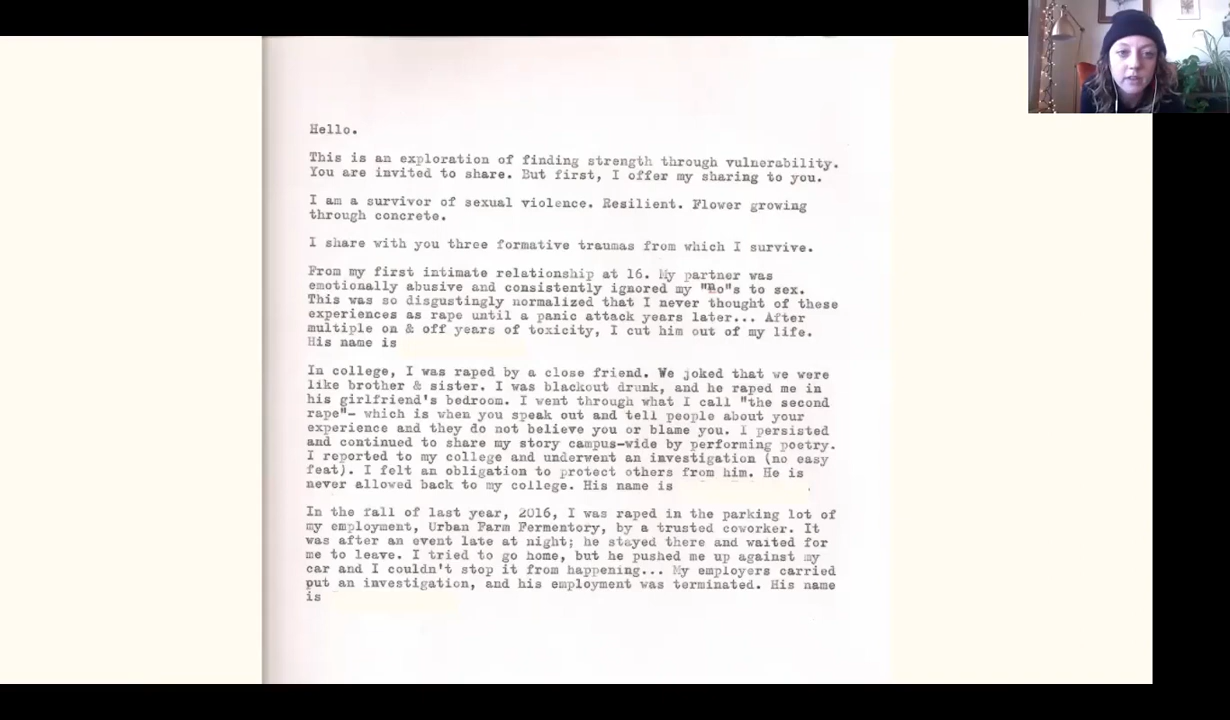 Hello.
This is an exploration of finding strength through vulnerability.
You are invited to share. But first, I offer my sharing to you.
I am a survivor of sexual violence. Resilient. Flower growing
through concrete.
I share with you three formative traumas from which I survive.
From my first intimate relationship at 16. My partner was
emotionally abusive and consistently ignored my "No"s to sex.
This was so disgustingly normalized that I never thought of these
experiences as rape until a panic attack years later... After
multiple on & off years of toxicity, I cut him out of my life.
His name is
In college, I was raped by a close friend. We joked that we were
like brother & sister. I was blackout drunk, and he raped me in
his girlfriend's bedroom. I went through what I call "the second
rape"- which is when you speak out and tell people about your
experience and they do not believe you or blame you. I persisted
and continued to share my story campus-wide by performing poetry.
I reported to my college and underwent an investigation (no easy
feat). I felt an obligation to protect others from him. He is
never allowed back to my college. His name is .
In the fall of last year, 2016, I was raped in the parking lot of
my employment, Urban Farm Fermentory, by a trusted coworker. It
was after an event late at night; he stayed there and waited for
me to leave. I tried to go home, but he pushed me up against my
car and I couldn't stop it from happening... My employers carried
put an investigation, and his employment was terminated. His name
is